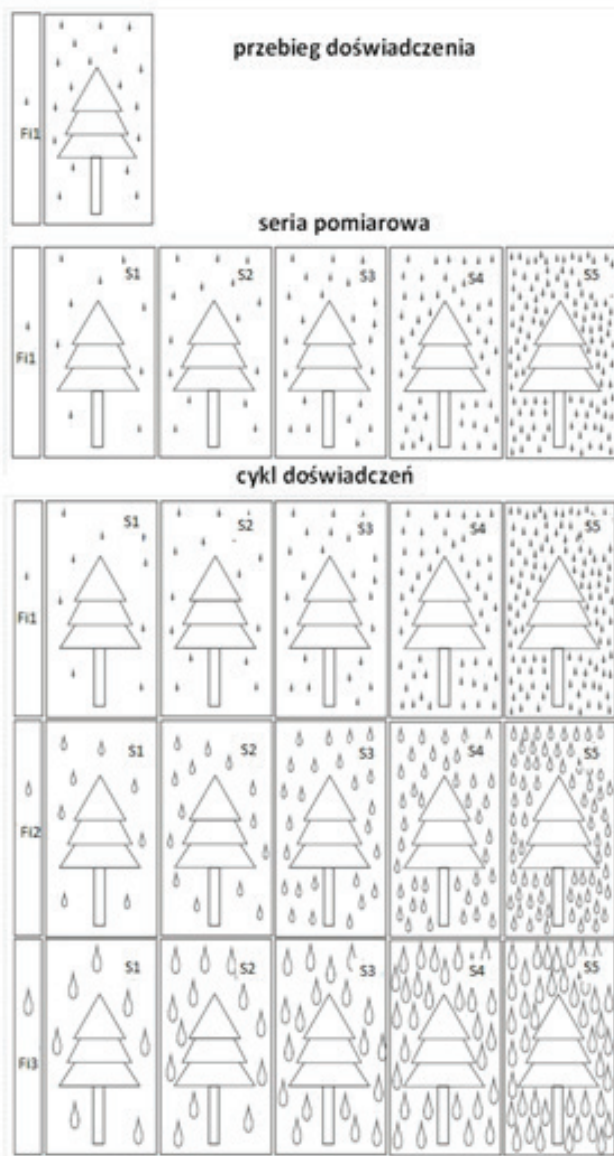 przebieg doświadczenia
Fi1
seria pomiarowa
Fi1 S1 S2 S3 S4 S5
cykl doświadczeń
Fi1 S1 S2 S3 S4 S5
Fi2 S1 S2 S3 S4 S5
Fi3 S1 S2 S3 S4 S5